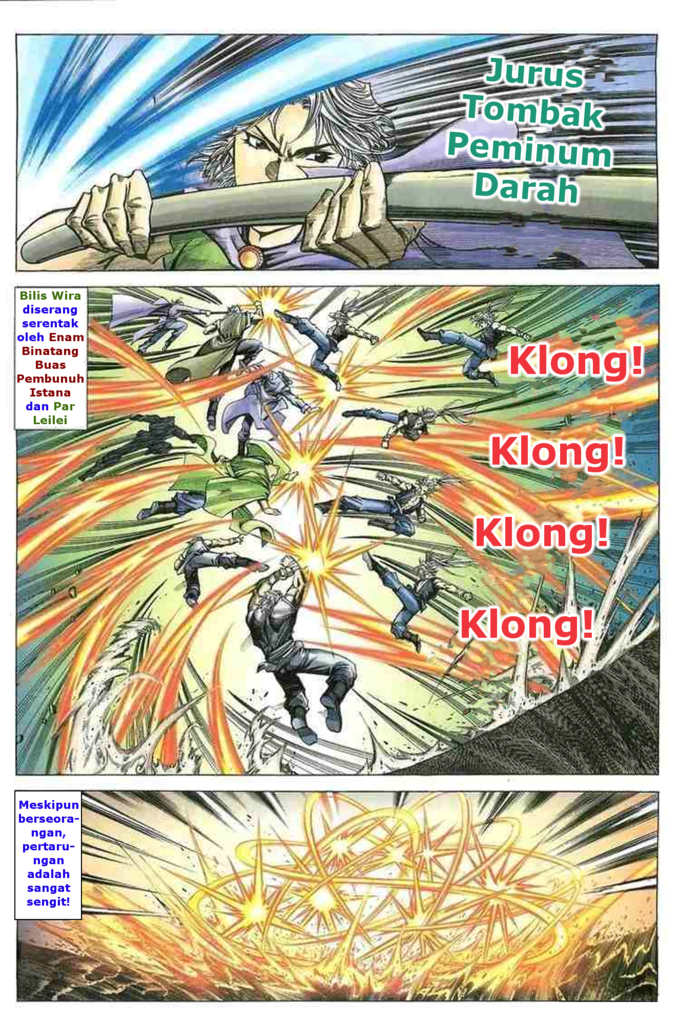 Jurus
Tombak
Peminum
Darah
Bilis Wira
diserang
serentak
oleh Enam
Binatang
Buas
Pembunuh
Istana
dan Par
Leilei
Klong!
Klong!
Klong!
Klong!
Meskipun
berseora-
ngan,
pertaru-
ngan
adalah
sangat
sengit!